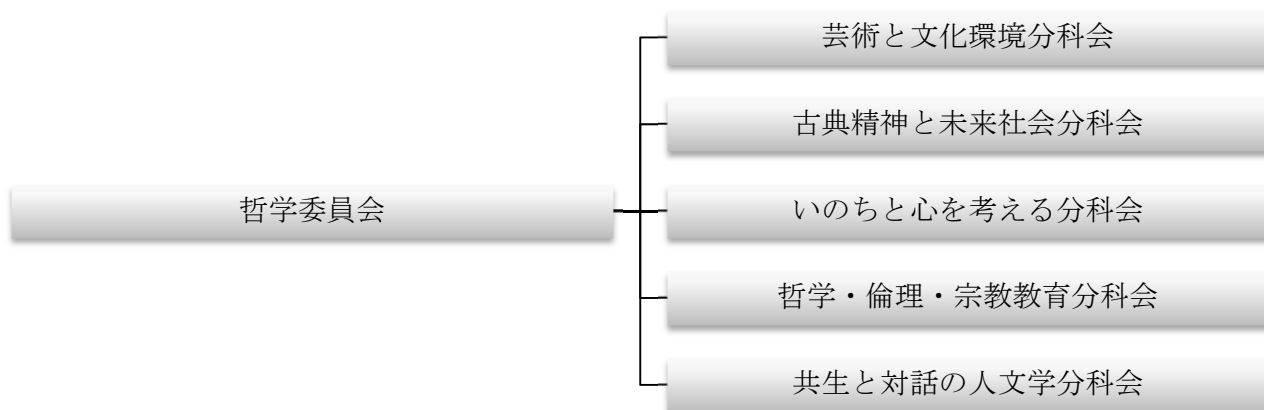 哲学委員会
芸術と文化環境分科会
古典精神と未来社会分科会
いのちと心を考える分科会
哲学・倫理・宗教教育分科会
共生と対話の人文学分科会